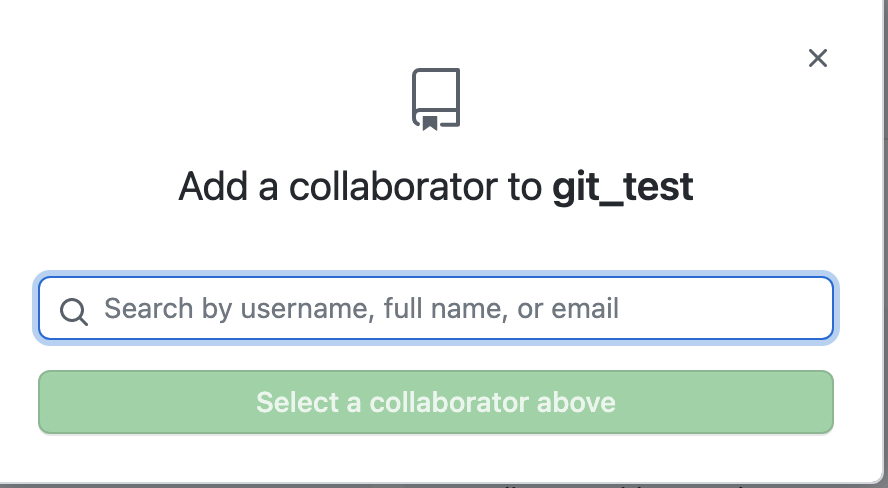 Add a collaborator to git_test
Search by username, full name, or email
Select a collaborator above